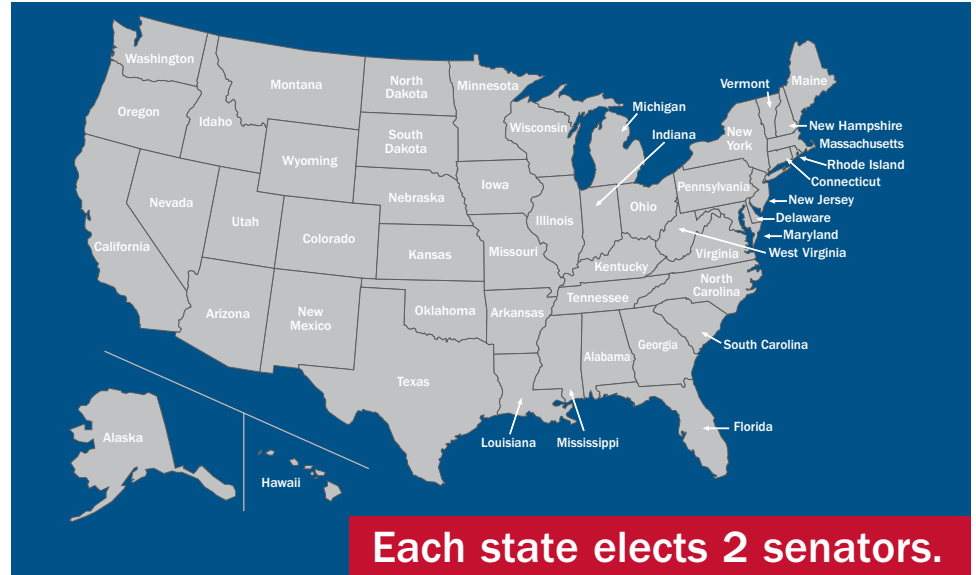 Washington
Oregon
Idaho
Montana
North
Dakota
South
Dakota
Minnesota
Wisconsin
Michigan
Indiana
Vermont
Maine
New
York
New Hampshire
Massachusetts
Rhode Island
Connecticut
New Jersey
Delaware
Maryland
West Virginia
Pennsylvania
Ohio
Virginia
Wyoming
Nevada
Utah
California
Colorado
Nebraska
Iowa
Illinois
Kansas
Missouri
Kentucky
North
Carolina
Tennessee
Arizona
New
Mexico
Oklahoma
Arkansas
Texas
Alabama
Georgia
South Carolina
Louisiana
Mississippi
Florida
Alaska
Hawaii
Each state elects 2 senators.